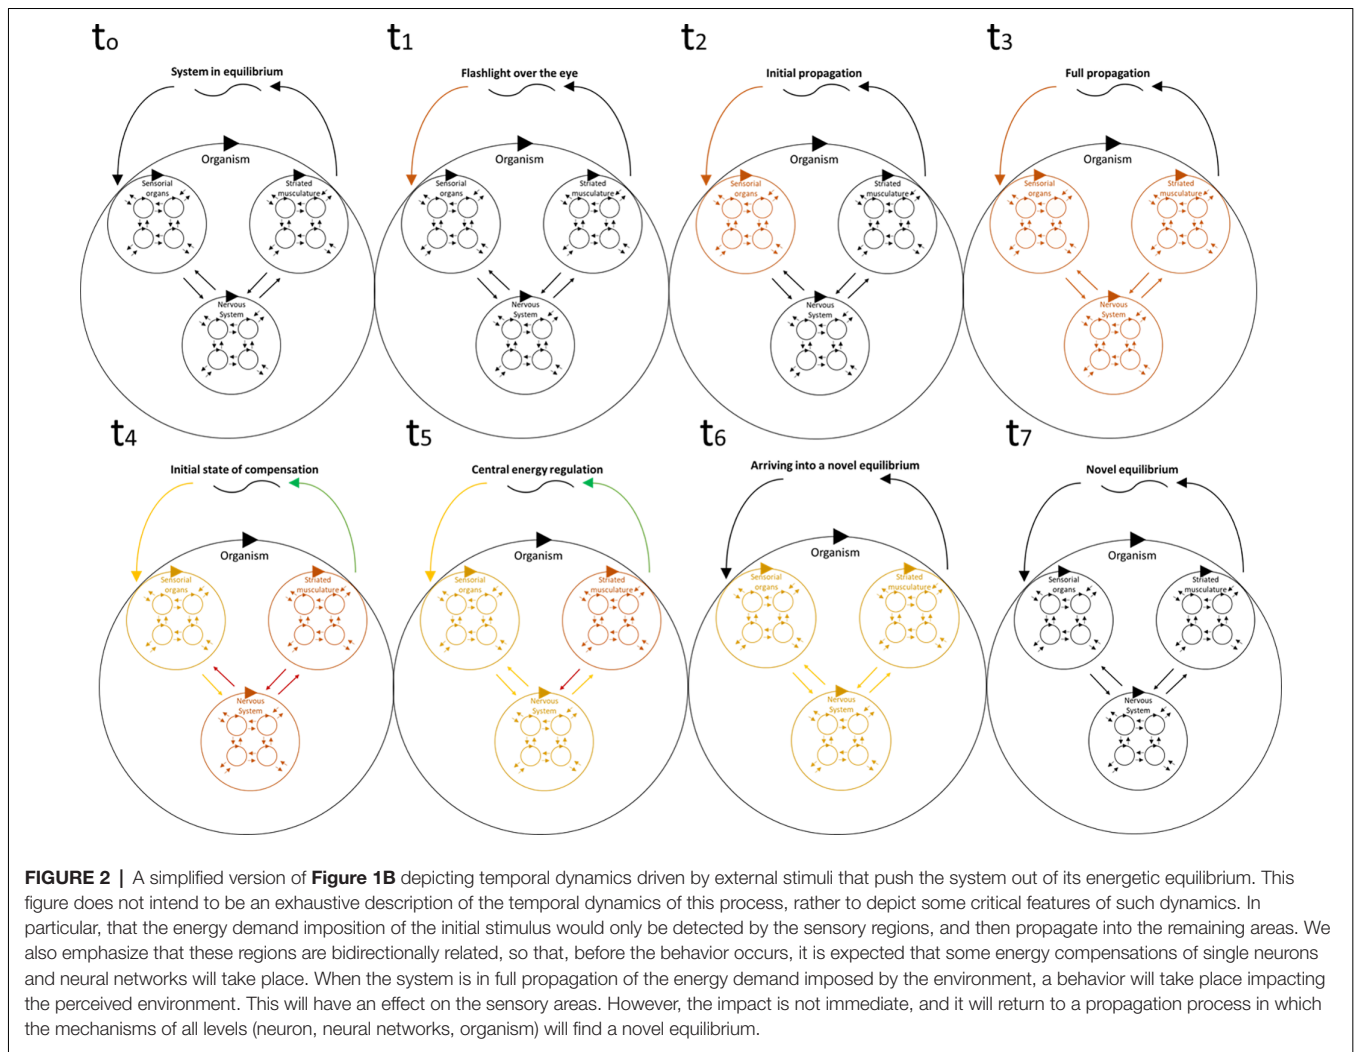 to
t1
t2
t3
System in equilibrium
Flashlight over the eye
Initial propagation
Full propagation
Organism
Organism
Organism
Organism
Sensorial
organs
Striated
musculature
Sensorial
organs
Striated
musculature
Sensorial
organs
Striated
musculature
Sensorial
organs
Striated
musculature
Nervous
System
Nervous
System
Nervous
System
Nervous
System
t4
t5
t6
t7
Initial state of compensation
Central energy regulation
Arriving into a novel equilibrium
Novel equilibrium
Organism
Organism
Organism
Organism
Sensorial
organs
Striated
musculature
Sensorial
organs
Striated
musculature
Sensorial
organs
Striated
musculature
Sensorial
organs
Striated
musculature
Nervous
System
Nervous
System
Nervous
System
Nervous
System
FIGURE 2 | A simplified version of Figure 1B depicting temporal dynamics driven by external stimuli that push the system out of its energetic equilibrium. This
figure does not intend to be an exhaustive description of the temporal dynamics of this process, rather to depict some critical features of such dynamics. In
particular, that the energy demand imposition of the initial stimulus would only be detected by the sensory regions, and then propagate into the remaining areas. We
also emphasize that these regions are bidirectionally related, so that, before the behavior occurs, it is expected that some energy compensations of single neurons
and neural networks will take place. When the system is in full propagation of the energy demand imposed by the environment, a behavior will take place impacting
the perceived environment. This will have an effect on the sensory areas. However, the impact is not immediate, and it will return to a propagation process in which
the mechanisms of all levels (neuron, neural networks, organism) will find a novel equilibrium.